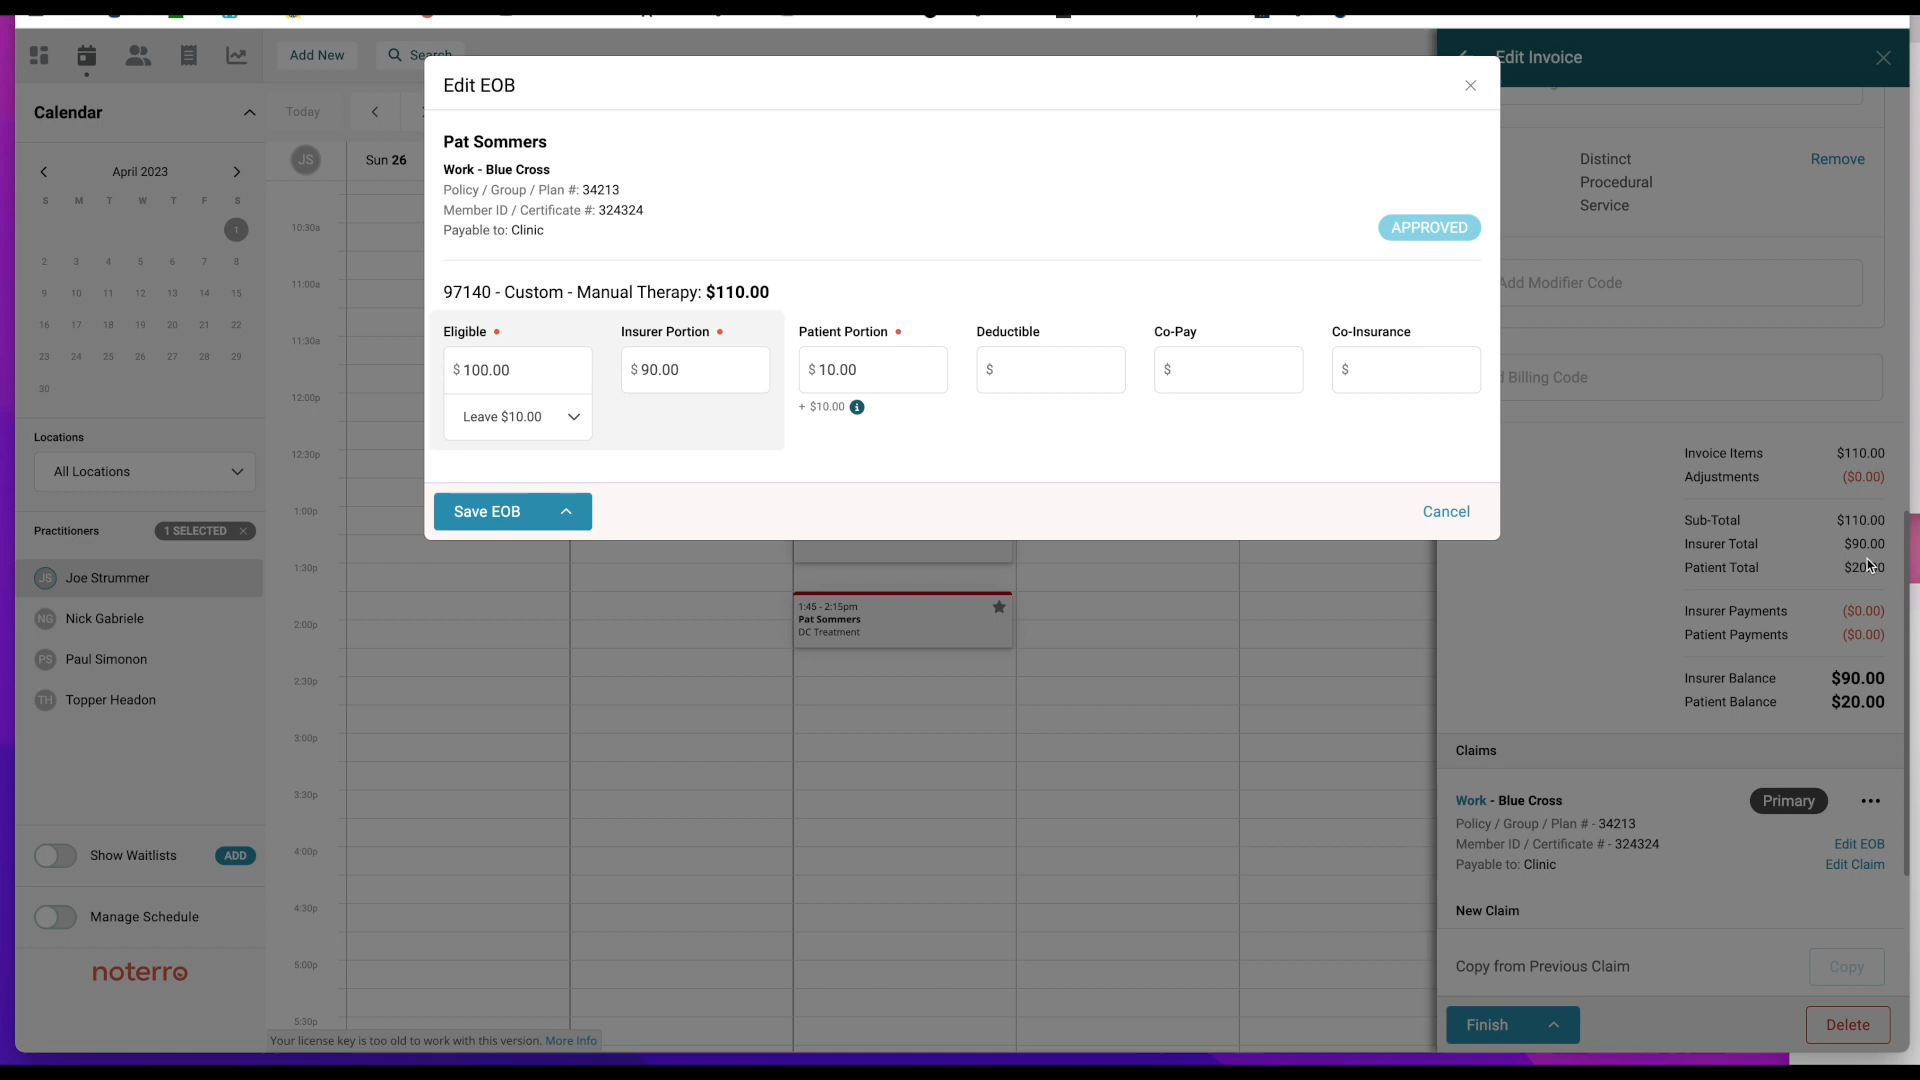 Add New
Search
Calendar
Today
April 2023
S M T W T F S
1
2 3 4 5 6 7 8
9 10 11 12 13 14 15
16 17 18 19 20 21 22
23 24 25 26 27 28 29
30
Locations
All Locations
Practitioners
1 SELECTED
JS Joe Strummer
NG Nick Gabriele
PS Paul Simonon
TH Topper Headon
Show Waitlists
ADD
Manage Schedule
noterro
JS
Sun 26
10:30a
11:00a
11:30a
12:00p
12:30p
1:00p
1:30p
2:00p
2:30p
3:00p
3:30p
4:00p
4:30p
5:00p
5:30p
1:45 - 2:15pm
Pat Sommers
DC Treatment
Your license key is too old to work with this version. More Info
Edit EOB
Pat Sommers
Work - Blue Cross
Policy / Group / Plan #: 34213
Member ID / Certificate #: 324324
Payable to: Clinic
APPROVED
97140 - Custom - Manual Therapy: $110.00
Eligible
Insurer Portion
Patient Portion
Deductible
Co-Pay
Co-Insurance
$ 100.00
$ 90.00
$ 10.00
$
$
$
Leave $10.00
+ $10.00
Save EOB
Cancel
Edit Invoice
Distinct
Procedural
Service
Remove
Add Modifier Code
Billing Code
Invoice Items $110.00
Adjustments ($0.00)
Sub-Total $110.00
Insurer Total $90.00
Patient Total $20.00
Insurer Payments ($0.00)
Patient Payments ($0.00)
Insurer Balance $90.00
Patient Balance $20.00
Claims
Work - Blue Cross
Primary
Policy / Group / Plan # - 34213
Member ID / Certificate # - 324324
Edit EOB
Payable to: Clinic
Edit Claim
New Claim
Copy from Previous Claim
Copy
Finish
Delete